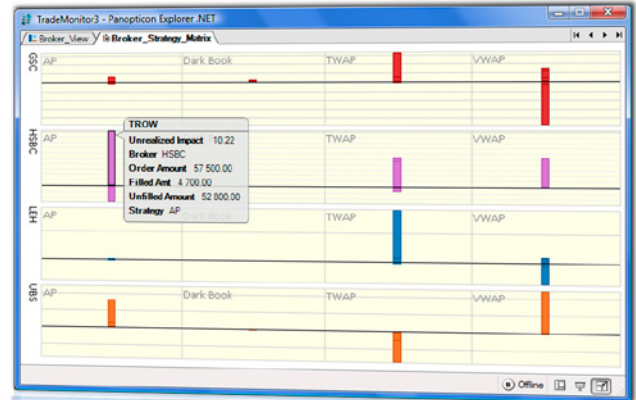 TradeMonitor3 - Panopticon Explorer .NET
Broker_View Broker_Strategy_Matrix
GSC AP Dark Book TWAP VWAP
HSBC AP TWAP VWAP
TROW
Unrealized Impact 10.22
Broker HSBC
Order Amount 57 500.00
Filled Amt 4 700.00
Unfilled Amount 52 800.00
Strategy AP
LEH AP TWAP VWAP
UBS AP Dark Book TWAP VWAP
Offline